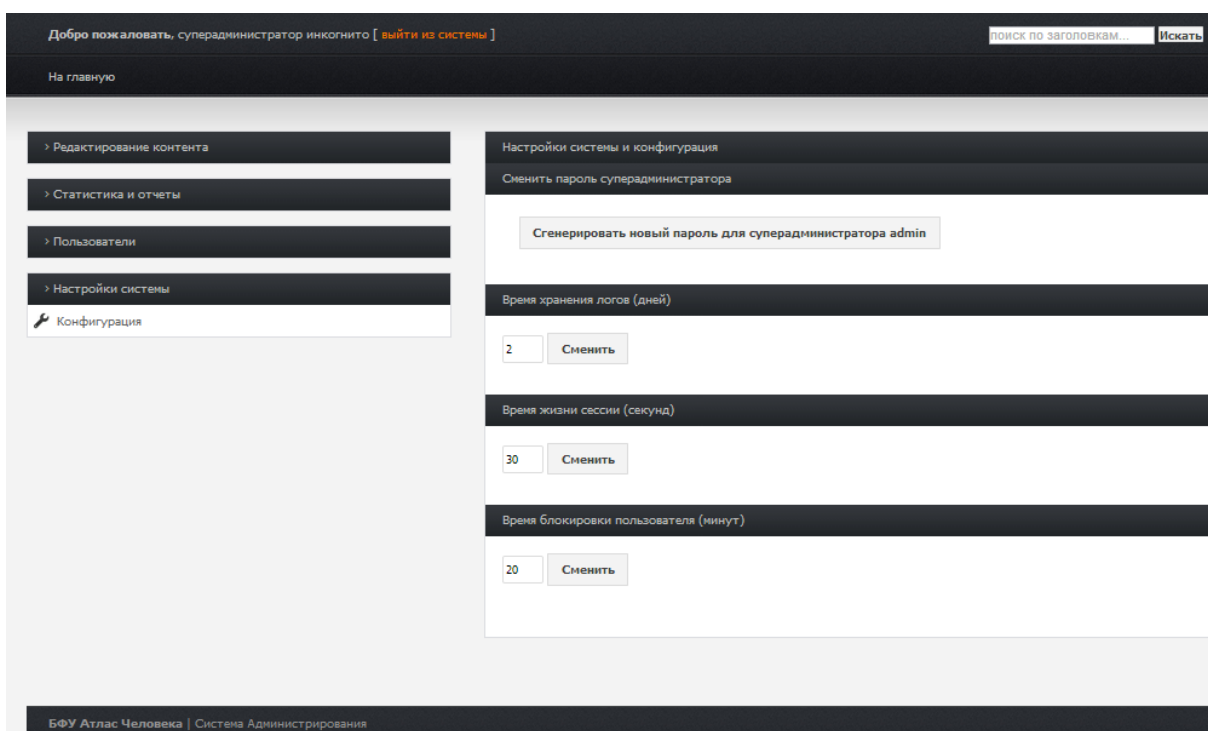 Добро пожаловать, суперадминистратор инкогнито [ выйти из системы ]
поиск по заголовкам... Искать
На главную
> Редактирование контента
> Статистика и отчеты
> Пользователи
> Настройки системы
Конфигурация
Настройки системы и конфигурация
Сменить пароль суперадминистратора
Сгенерировать новый пароль для суперадминистратора admin
Время хранения логов (дней)
2 Сменить
Время жизни сессии (секунд)
30 Сменить
Время блокировки пользователя (минут)
20 Сменить
БФУ Атлас Человека | Система Администрирования